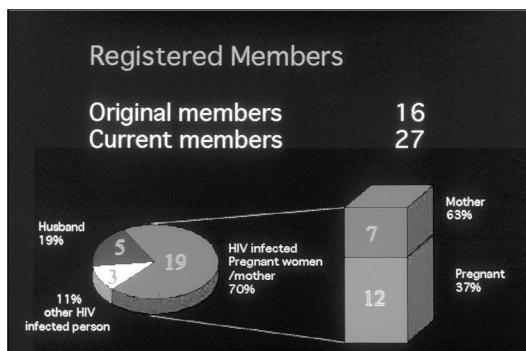 Registered Members
Original members 16
Current members 27
Husband
19%
5
3
19
11%
other HIV
infected person
HIV infected
Pregnant women
/mother
70%
7
12
Mother
63%
Pregnant
37%